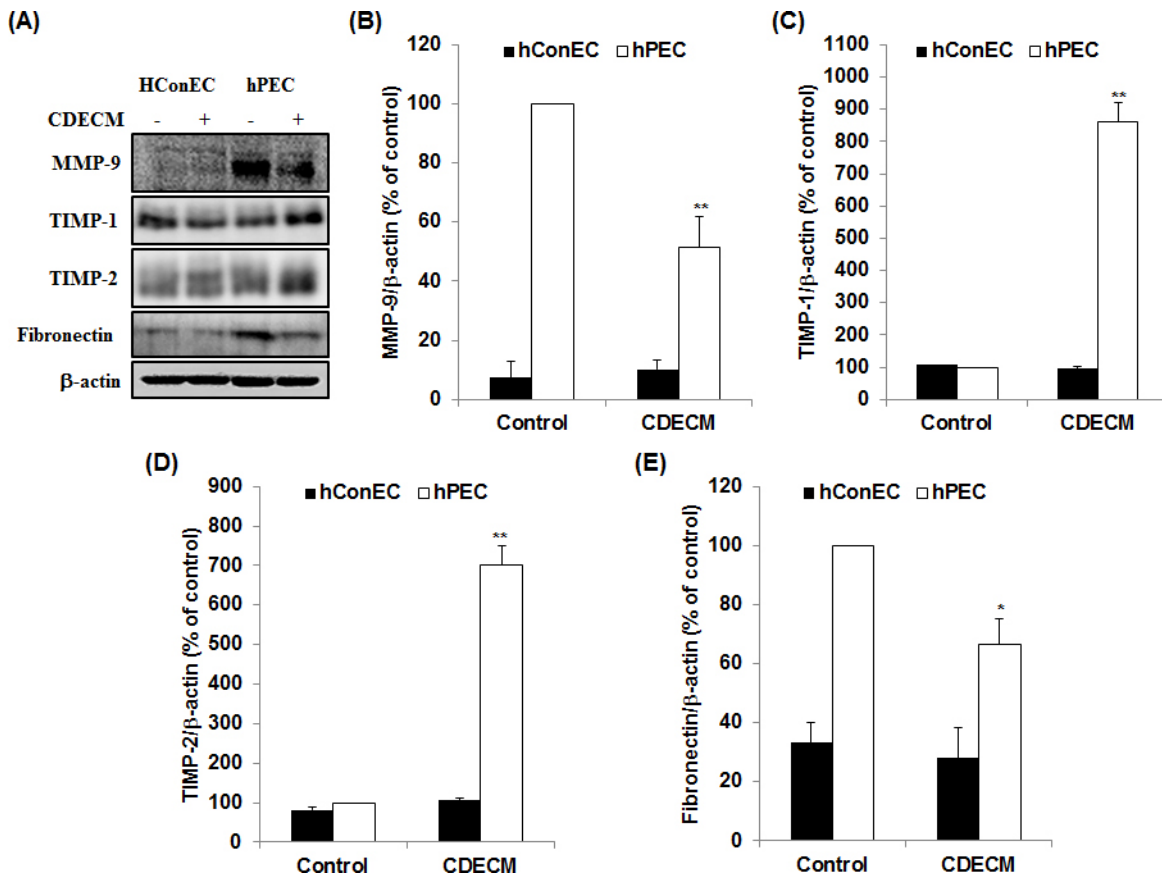 (A)
HConEC hPEC
CDECM - + - +
MMP-9
TIMP-1
TIMP-2
Fibronectin
β-actin
(B)
hConEC hPEC
MMP-9/β-actin (% of control)
120
100
80
60
40
20
0
**
Control CDECM
(C)
hConEC hPEC
TIMP-1/β-actin (% of control)
1100
1000
900
800
700
600
500
400
300
200
100
0
**
Control CDECM
(D)
hConEC hPEC
TIMP-2/β-actin (% of control)
900
800
700
600
500
400
300
200
100
0
**
Control CDECM
(E)
hConEC hPEC
Fibronectin/β-actin (% of control)
120
100
80
60
40
20
0
*
Control CDECM